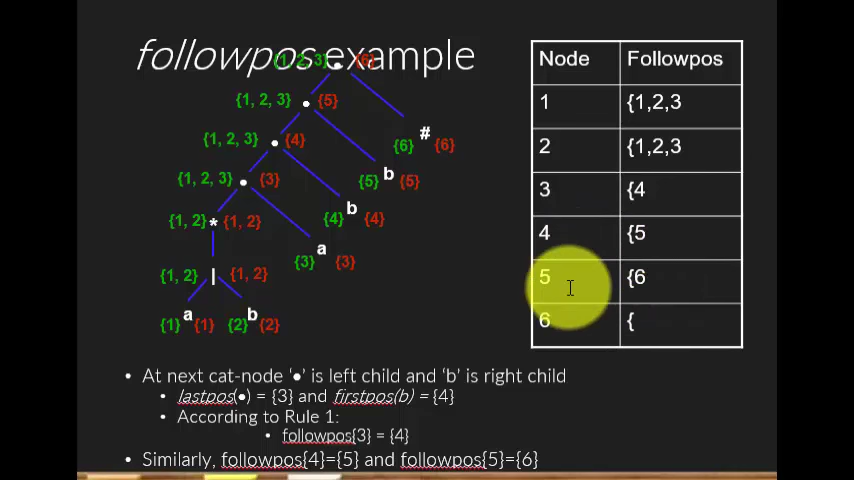 followpos example
{1, 2, 3} {6}
{1, 2, 3} • {5}
{1, 2, 3} • {4}
{6} # {6}
{1, 2, 3} • {3}
{5} b {5}
{1, 2} * {1, 2}
{4} b {4}
{3} a {3}
{1, 2} | {1, 2}
{1} a {1} {2} b {2}
Node Followpos
1 {1,2,3
2 {1,2,3
3 {4
4 {5
5 {6
6 {
• At next cat-node ‘•’ is left child and ‘b’ is right child
• lastpos(•) = {3} and firstpos(b) = {4}
• According to Rule 1:
• followpos{3} = {4}
• Similarly, followpos{4}={5} and followpos{5}={6}